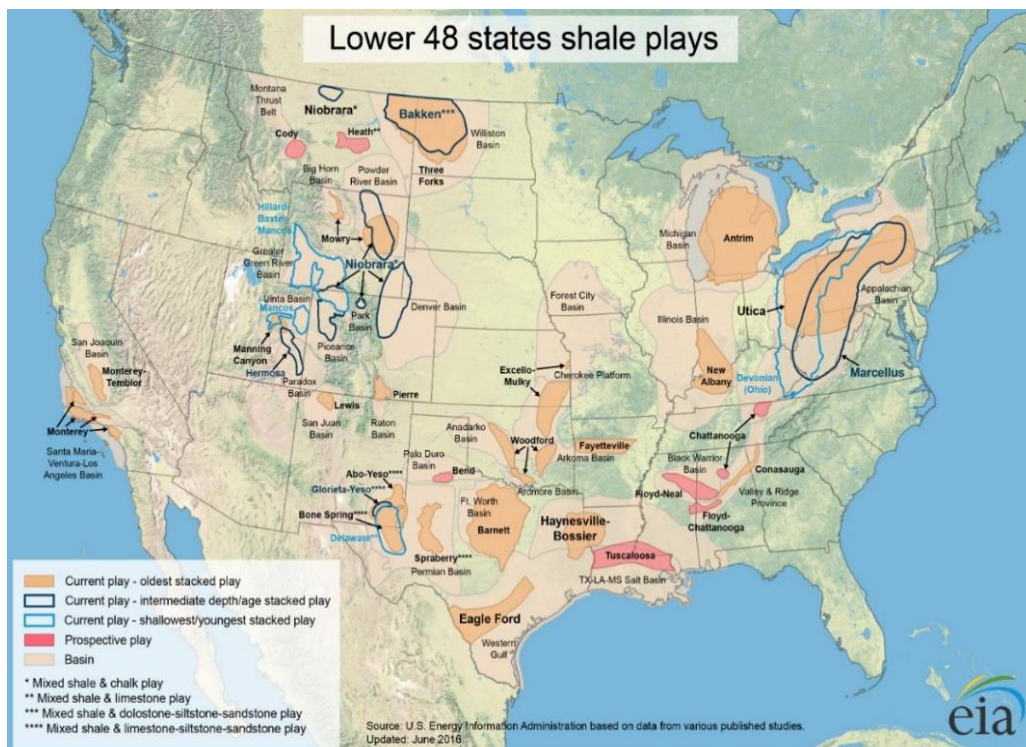 Lower 48 states shale plays
Montana
Thrust
Belt
Niobrara*
Bakken***
Cody
Heath**
Williston
Basin
Big Horn
Basin
Powder
River Basin
Three
Forks
Hillard-
Baxter-
Mancos
Mowry
Greater
Green River
Basin
Niobrara*
Michigan
Basin
Antrim
Uinta Basin
Mancos
Park
Basin
Denver Basin
Forest City
Basin
Illinois Basin
Utica
Appalachian
Basin
San Joaquin
Basin
Monterey-
Temblor
Manning
Canyon
Hermosa
Piceance
Basin
Paradox
Basin
Excello-
Mulky
Cherokee Platform
New
Albany
Devonian
(Ohio)
Marcellus
Monterey
Santa Maria-
Ventura-Los
Angeles Basin
Lewis
San Juan
Basin
Pierre
Raton
Basin
Anadarko
Basin
Woodford
Fayetteville
Arkoma Basin
Chattanooga
Black Warrior
Basin
Conasauga
Palo Duro
Basin
Bend
Ardmore Basin
Floyd-Neal
Valley & Ridge
Province
Abo-Yeso****
Glorieta-Yeso****
Bone Spring****
Delaware**
Ft. Worth
Basin
Barnett
Haynesville-
Bossier
Floyd-
Chattanooga
Spraberry****
Permian Basin
Tuscaloosa
TX-LA-MS Salt Basin
Eagle Ford
Western
Gulf
Current play - oldest stacked play
Current play - intermediate depth/age stacked play
Current play - shallowest/youngest stacked play
Prospective play
Basin
* Mixed shale & chalk play
** Mixed shale & limestone play
*** Mixed shale & dolostone-siltstone-sandstone play
**** Mixed shale & limestone-siltstone-sandstone play
Source: U.S. Energy Information Administration based on data from various published studies.
Updated: June 2016
eia